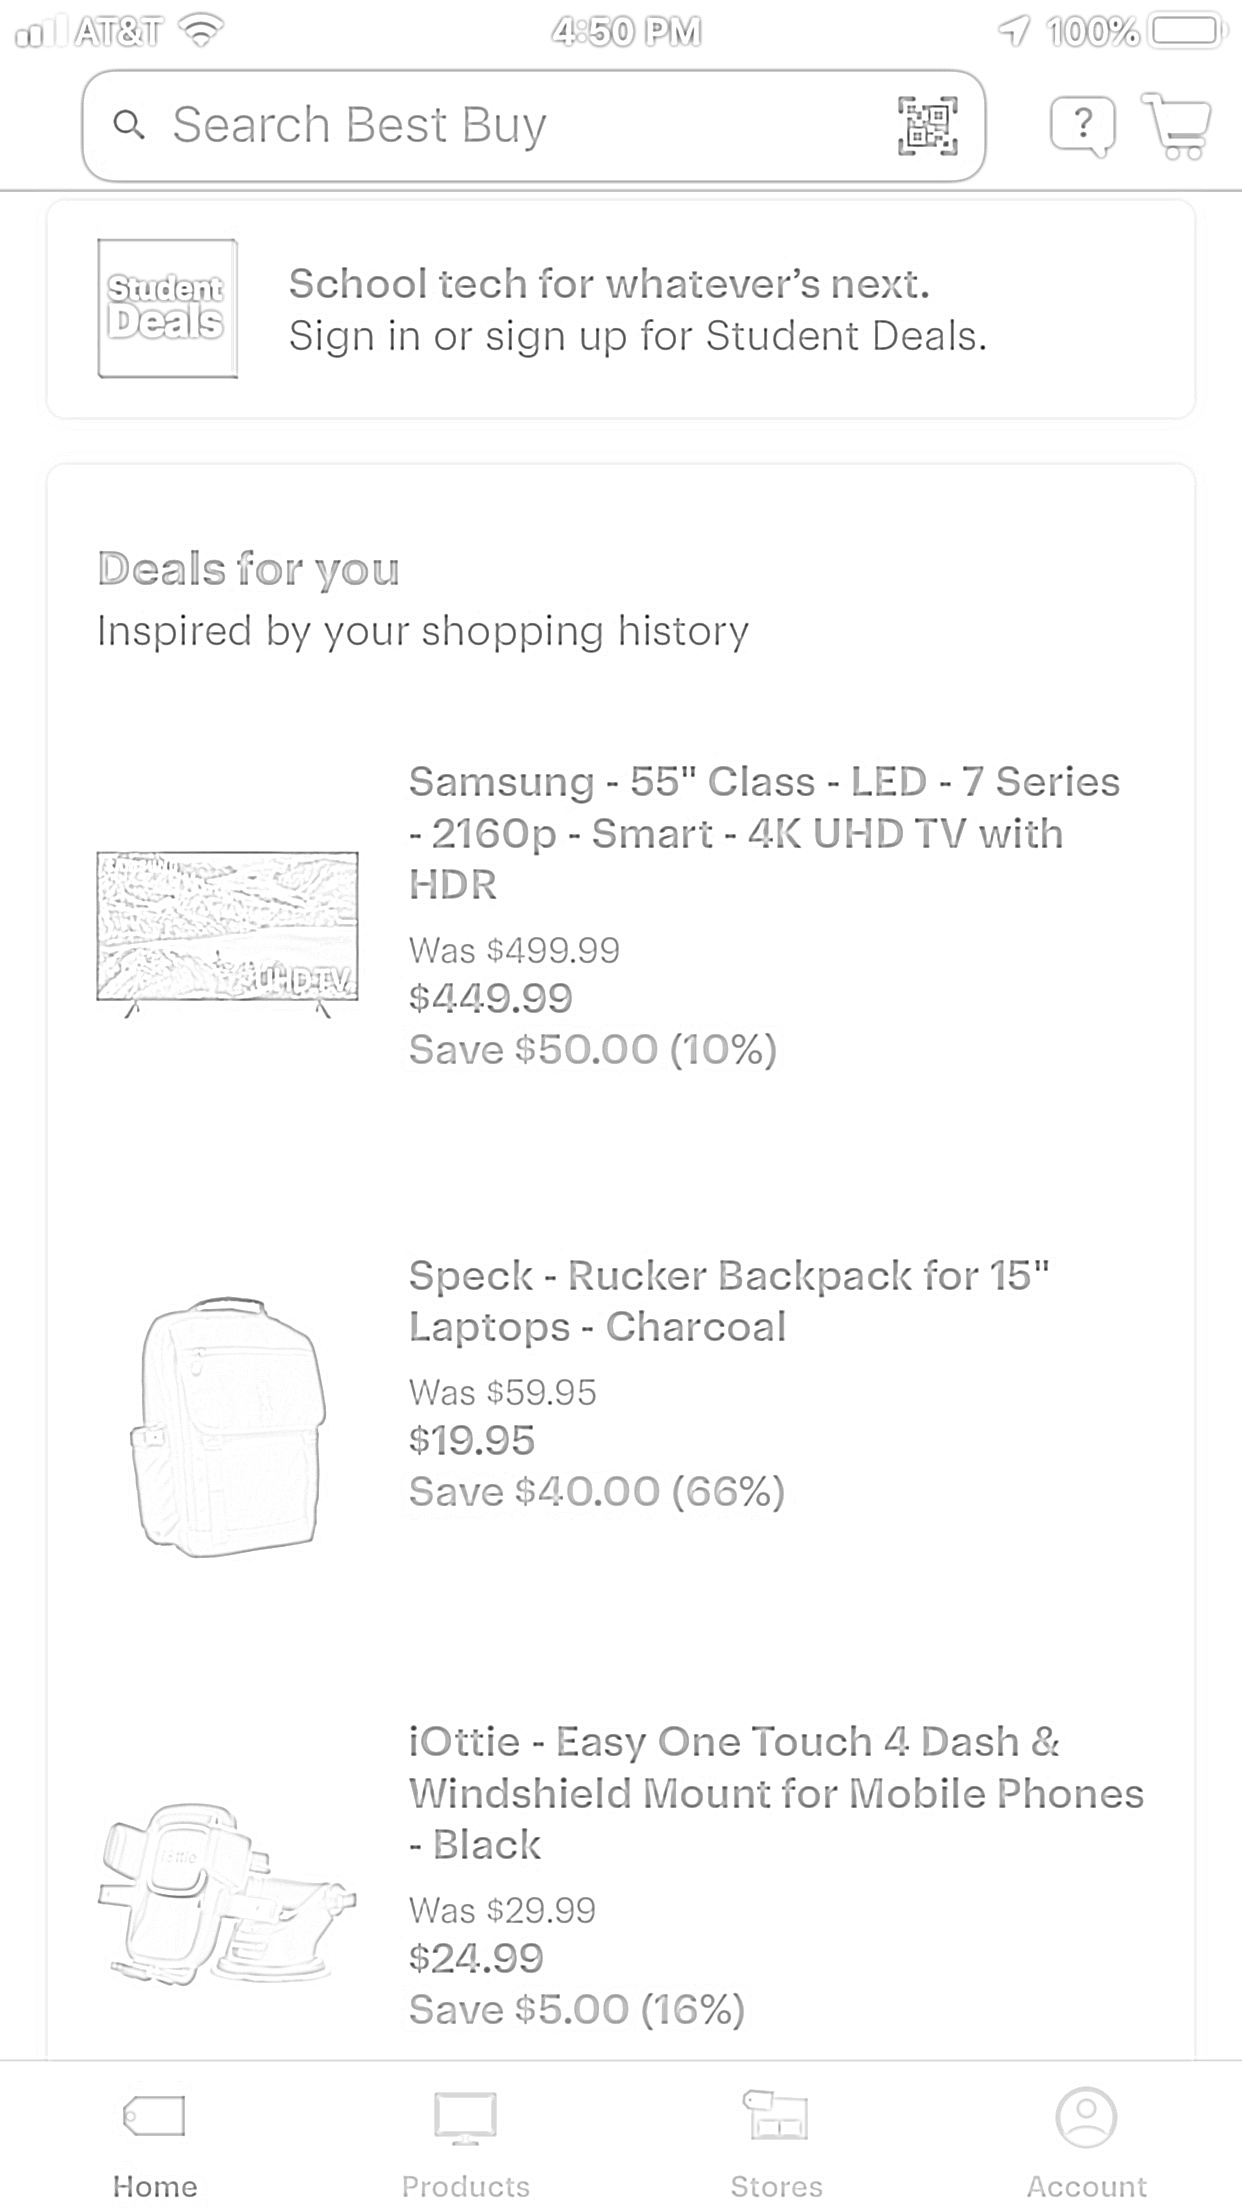 AT&T 4:50 PM 100%
Search Best Buy
?
Student
Deals
School tech for whatever's next.
Sign in or sign up for Student Deals.
Deals for you
Inspired by your shopping history
Samsung - 55" Class - LED - 7 Series
- 2160p - Smart - 4K UHD TV with
HDR
Was $499.99
$449.99
Save $50.00 (10%)
SAMSUNG
UHD TV
Speck - Rucker Backpack for 15"
Laptops - Charcoal
Was $59.95
$19.95
Save $40.00 (66%)
iOttie - Easy One Touch 4 Dash &
Windshield Mount for Mobile Phones
- Black
Was $29.99
$24.99
Save $5.00 (16%)
iottie
Home
Products
Stores
Account